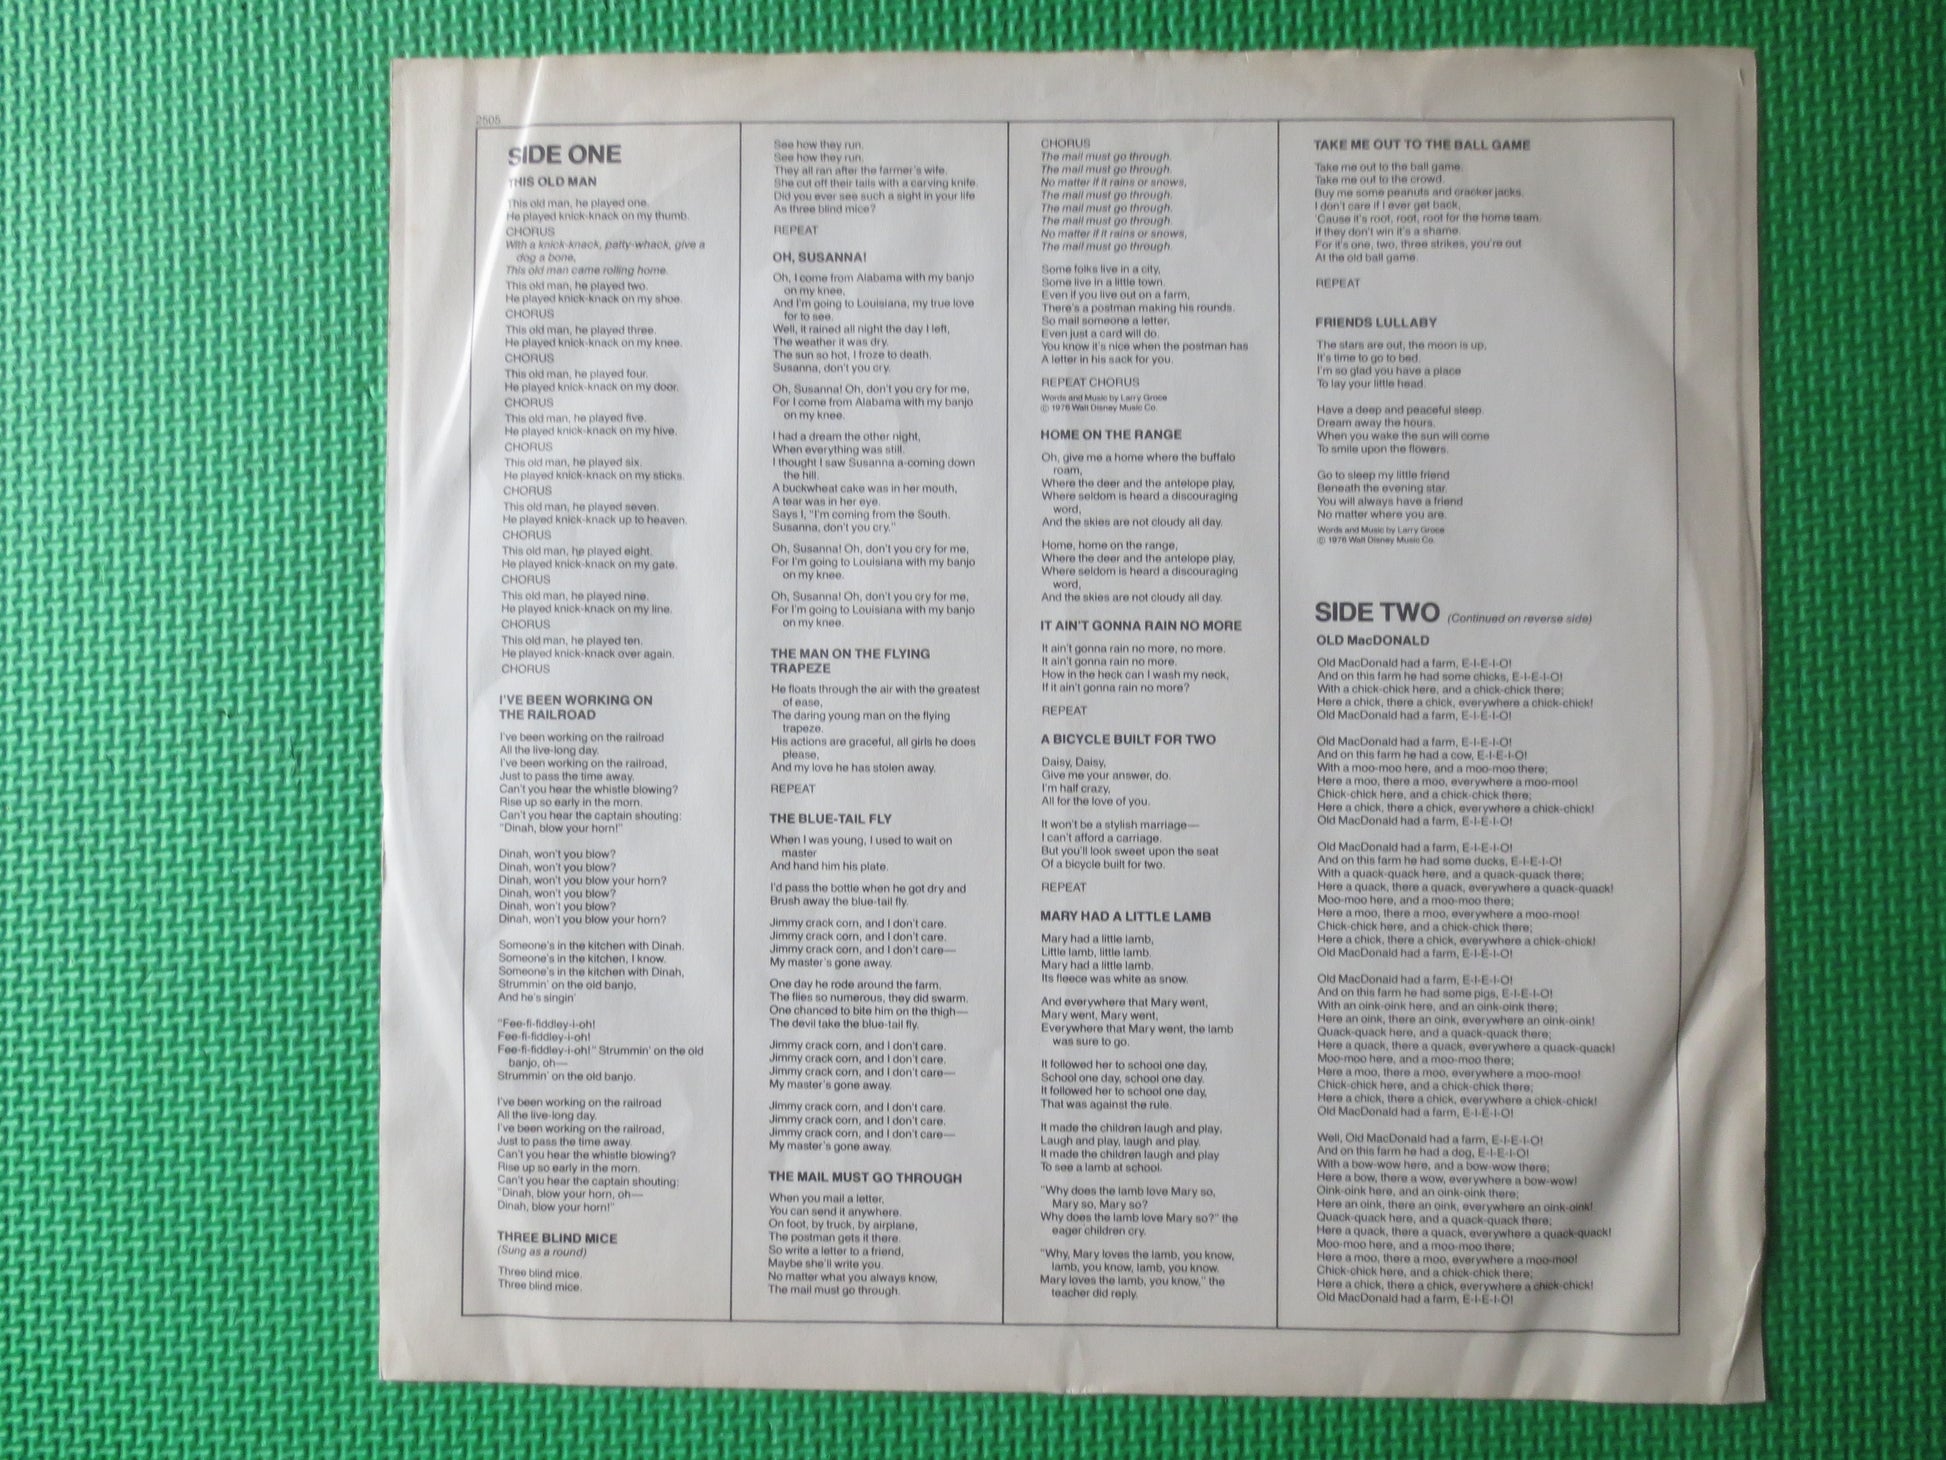 2505
SIDE ONE
THIS OLD MAN
This old man, he played one.
He played knick-knack on my thumb.
CHORUS
With a knick-knack, patty-whack, give a
dog a bone,
This old man came rolling home.
This old man, he played two.
He played knick-knack on my shoe.
CHORUS
This old man, he played three.
He played knick-knack on my knee.
CHORUS
This old man, he played four.
He played knick-knack on my door.
CHORUS
This old man, he played five.
He played knick-knack on my hive.
CHORUS
This old man, he played six.
He played knick-knack on my sticks.
CHORUS
This old man, he played seven.
He played knick-knack up to heaven.
CHORUS
This old man, he played eight.
He played knick-knack on my gate.
CHORUS
This old man, he played nine.
He played knick-knack on my line.
CHORUS
This old man, he played ten.
He played knick-knack over again.
CHORUS
I'VE BEEN WORKING ON
THE RAILROAD
I've been working on the railroad
All the live-long day.
I've been working on the railroad,
Just to pass the time away.
Can't you hear the whistle blowing?
Rise up so early in the morn.
Can't you hear the captain shouting:
"Dinah, blow your horn!"
Dinah, won't you blow?
Dinah, won't you blow?
Dinah, won't you blow your horn?
Dinah, won't you blow?
Dinah, won't you blow?
Dinah, won't you blow your horn?
Someone's in the kitchen with Dinah.
Someone's in the kitchen, I know.
Someone's in the kitchen with Dinah,
Strummin' on the old banjo,
And he's singin'
"Fee-fi-fiddley-i-oh!
Fee-fi-fiddley-i-oh!
Fee-fi-fiddley-i-oh!" Strummin' on the old
banjo, oh—
Strummin' on the old banjo.
I've been working on the railroad
All the live-long day.
I've been working on the railroad,
Just to pass the time away.
Can't you hear the whistle blowing?
Rise up so early in the morn.
Can't you hear the captain shouting:
"Dinah, blow your horn, oh—
Dinah, blow your horn!"
THREE BLIND MICE
(Sung as a round)
Three blind mice.
Three blind mice.
See how they run.
See how they run.
They all ran after the farmer's wife.
She cut off their tails with a carving knife.
Did you ever see such a sight in your life
As three blind mice?
REPEAT
OH, SUSANNA!
Oh, I come from Alabama with my banjo
on my knee,
And I'm going to Louisiana, my true love
for to see.
Well, it rained all night the day I left,
The weather it was dry.
The sun so hot, I froze to death.
Susanna, don't you cry.
Oh, Susanna! Oh, don't you cry for me,
For I come from Alabama with my banjo
on my knee.
I had a dream the other night,
When everything was still.
I thought I saw Susanna a-coming down
the hill.
A buckwheat cake was in her mouth,
A tear was in her eye.
Says I, "I'm coming from the South.
Susanna, don't you cry."
Oh, Susanna! Oh, don't you cry for me,
For I'm going to Louisiana with my banjo
on my knee.
Oh, Susanna! Oh, don't you cry for me,
For I'm going to Louisiana with my banjo
on my knee.
THE MAN ON THE FLYING
TRAPEZE
He floats through the air with the greatest
of ease,
The daring young man on the flying
trapeze.
His actions are graceful, all girls he does
please,
And my love he has stolen away.
REPEAT
THE BLUE-TAIL FLY
When I was young, I used to wait on
master
And hand him his plate.
I'd pass the bottle when he got dry and
Brush away the blue-tail fly.
Jimmy crack corn, and I don't care.
Jimmy crack corn, and I don't care.
Jimmy crack corn, and I don't care—
My master's gone away.
One day he rode around the farm.
The flies so numerous, they did swarm.
One chanced to bite him on the thigh—
The devil take the blue-tail fly.
Jimmy crack corn, and I don't care.
Jimmy crack corn, and I don't care.
Jimmy crack corn, and I don't care—
My master's gone away.
Jimmy crack corn, and I don't care.
Jimmy crack corn, and I don't care.
Jimmy crack corn, and I don't care—
My master's gone away.
THE MAIL MUST GO THROUGH
When you mail a letter,
You can send it anywhere.
On foot, by truck, by airplane,
The postman gets it there.
So write a letter to a friend,
Maybe she'll write you.
No matter what you always know,
The mail must go through.
CHORUS
The mail must go through.
The mail must go through.
No matter if it rains or snows,
The mail must go through.
The mail must go through.
The mail must go through.
No matter if it rains or snows,
The mail must go through.
Some folks live in a city,
Some live in a little town.
Even if you live out on a farm,
There's a postman making his rounds.
So mail someone a letter,
Even just a card will do.
You know it's nice when the postman has
A letter in his sack for you.
REPEAT CHORUS
Words and Music by Larry Groce
© 1976 Walt Disney Music Co.
HOME ON THE RANGE
Oh, give me a home where the buffalo
roam,
Where the deer and the antelope play,
Where seldom is heard a discouraging
word,
And the skies are not cloudy all day.
Home, home on the range,
Where the deer and the antelope play,
Where seldom is heard a discouraging
word,
And the skies are not cloudy all day.
IT AIN'T GONNA RAIN NO MORE
It ain't gonna rain no more, no more.
It ain't gonna rain no more.
How in the heck can I wash my neck,
If it ain't gonna rain no more?
REPEAT
A BICYCLE BUILT FOR TWO
Daisy, Daisy,
Give me your answer, do.
I'm half crazy,
All for the love of you.
It won't be a stylish marriage—
I can't afford a carriage.
But you'll look sweet upon the seat
Of a bicycle built for two.
REPEAT
MARY HAD A LITTLE LAMB
Mary had a little lamb,
Little lamb, little lamb.
Mary had a little lamb.
Its fleece was white as snow.
And everywhere that Mary went,
Mary went, Mary went,
Everywhere that Mary went, the lamb
was sure to go.
It followed her to school one day,
School one day, school one day.
It followed her to school one day,
That was against the rule.
It made the children laugh and play,
Laugh and play, laugh and play.
It made the children laugh and play
To see a lamb at school.
"Why does the lamb love Mary so,
Mary so, Mary so?
Why does the lamb love Mary so?" the
eager children cry.
"Why, Mary loves the lamb, you know,
lamb, you know, lamb, you know.
Mary loves the lamb, you know," the
teacher did reply.
TAKE ME OUT TO THE BALL GAME
Take me out to the ball game.
Take me out to the crowd.
Buy me some peanuts and cracker jacks,
I don't care if I ever get back,
'Cause it's root, root, root for the home team.
If they don't win it's a shame.
For it's one, two, three strikes, you're out
At the old ball game.
REPEAT
FRIENDS LULLABY
The stars are out, the moon is up,
It's time to go to bed.
I'm so glad you have a place
To lay your little head.
Have a deep and peaceful sleep.
Dream away the hours.
When you wake the sun will come
To smile upon the flowers.
Go to sleep my little friend
Beneath the evening star.
You will always have a friend
No matter where you are.
Words and Music by Larry Groce
© 1976 Walt Disney Music Co.
SIDE TWO (Continued on reverse side)
OLD MacDONALD
Old MacDonald had a farm, E-I-E-I-O!
And on this farm he had some chicks, E-I-E-I-O!
With a chick-chick here, and a chick-chick there;
Here a chick, there a chick, everywhere a chick-chick!
Old MacDonald had a farm, E-I-E-I-O!
Old MacDonald had a farm, E-I-E-I-O!
And on this farm he had a cow, E-I-E-I-O!
With a moo-moo here, and a moo-moo there;
Here a moo, there a moo, everywhere a moo-moo!
Chick-chick here, and a chick-chick there;
Here a chick, there a chick, everywhere a chick-chick!
Old MacDonald had a farm, E-I-E-I-O!
Old MacDonald had a farm, E-I-E-I-O!
And on this farm he had some ducks, E-I-E-I-O!
With a quack-quack here, and a quack-quack there;
Here a quack, there a quack, everywhere a quack-quack!
Moo-moo here, and a moo-moo there;
Here a moo, there a moo, everywhere a moo-moo!
Chick-chick here, and a chick-chick there;
Here a chick, there a chick, everywhere a chick-chick!
Old MacDonald had a farm, E-I-E-I-O!
Old MacDonald had a farm, E-I-E-I-O!
And on this farm he had some pigs, E-I-E-I-O!
With an oink-oink here, and an oink-oink there;
Here an oink, there an oink, everywhere an oink-oink!
Quack-quack here, and a quack-quack there;
Here a quack, there a quack, everywhere a quack-quack!
Moo-moo here, and a moo-moo there;
Here a moo, there a moo, everywhere a moo-moo!
Chick-chick here, and a chick-chick there;
Here a chick, there a chick, everywhere a chick-chick!
Old MacDonald had a farm, E-I-E-I-O!
Well, Old MacDonald had a farm, E-I-E-I-O!
And on this farm he had a dog, E-I-E-I-O!
With a bow-wow here, and a bow-wow there;
Here a bow, there a wow, everywhere a bow-wow!
Oink-oink here, and an oink-oink there;
Here an oink, there an oink, everywhere an oink-oink!
Quack-quack here, and a quack-quack there;
Here a quack, there a quack, everywhere a quack-quack!
Moo-moo here, and a moo-moo there;
Here a moo, there a moo, everywhere a moo-moo!
Chick-chick here, and a chick-chick there;
Here a chick, there a chick, everywhere a chick-chick!
Old MacDonald had a farm, E-I-E-I-O!